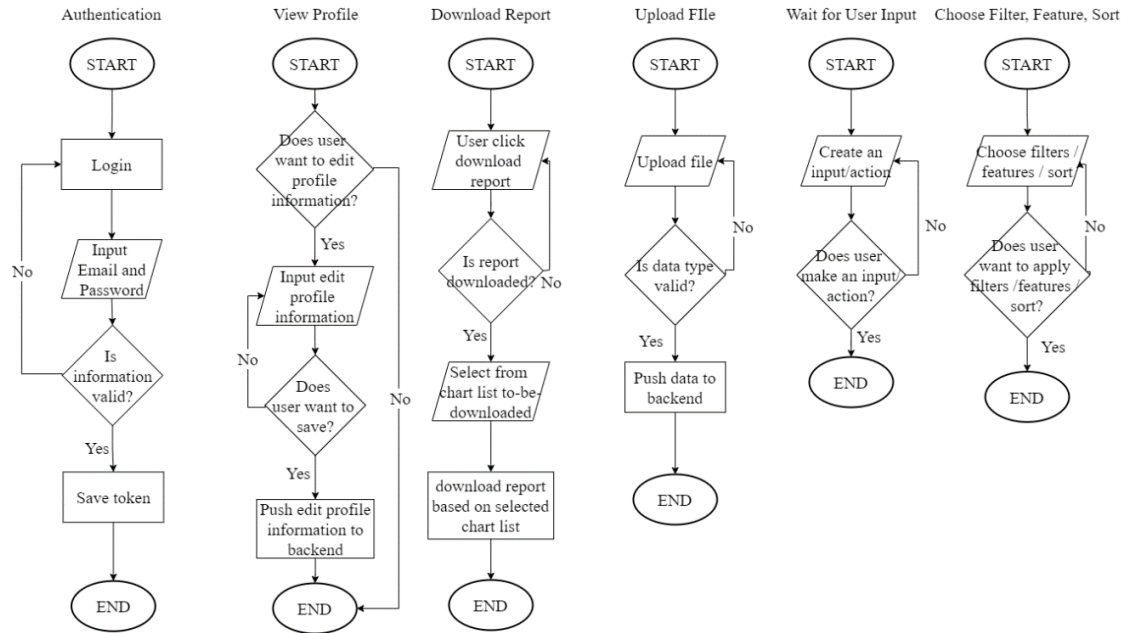 Authentication
START
Login
Input
Email and
Password
No
Is
information
valid?
Yes
Save token
END
View Profile
START
Does user
want to edit
profile
information?
Yes
Input edit
profile
information
No
Does
user want to
save?
No
Yes
Push edit profile
information to
backend
END
Download Report
START
User click
download
report
Is report
downloaded?
No
Yes
Select from
chart list to-be-
downloaded
download report
based on selected
chart list
END
Upload FIle
START
Upload file
No
Is data type
valid?
Yes
Push data to
backend
END
Wait for User Input
START
Create an
input/action
No
Does user
make an input/
action?
Yes
END
Choose Filter, Feature, Sort
START
Choose filters /
features / sort
No
Does user
want to apply
filters /features /
sort?
Yes
END